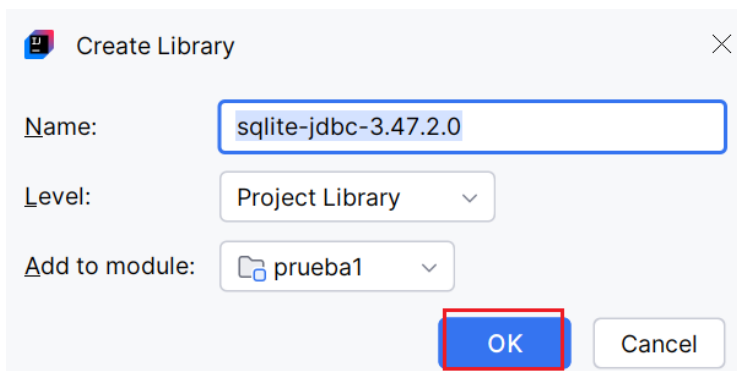 Create Library
Name: sqlite-jdbc-3.47.2.0
Level: Project Library
Add to module: prueba1
OK Cancel